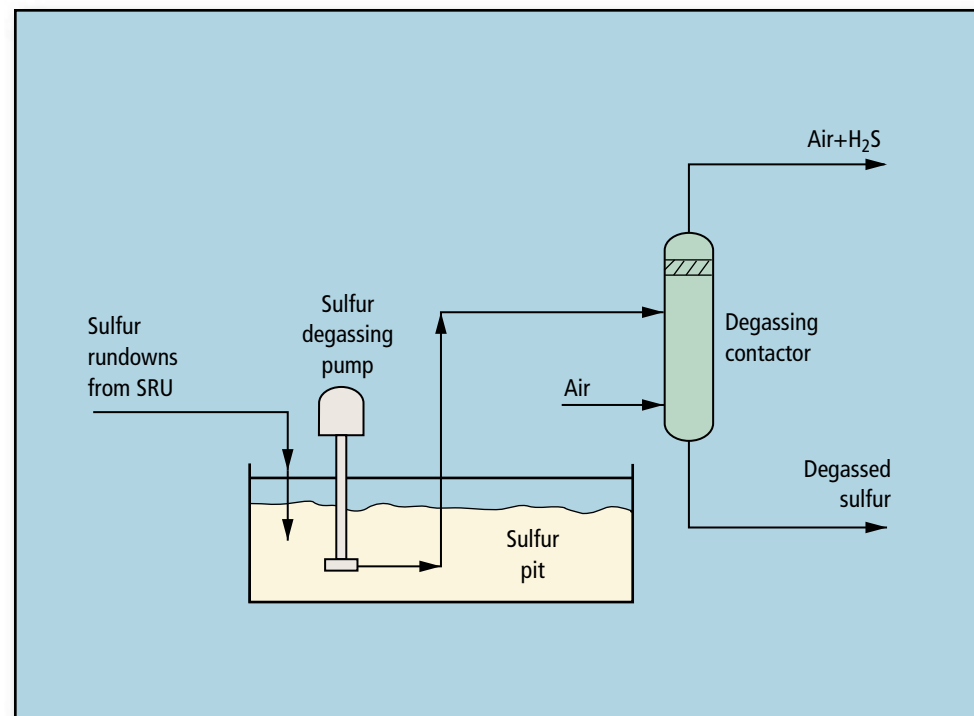 Air+H₂S
Sulfur
degassing
pump
Sulfur
rundowns
from SRU
Degassing
contactor
Air
Degassed
sulfur
Sulfur
pit